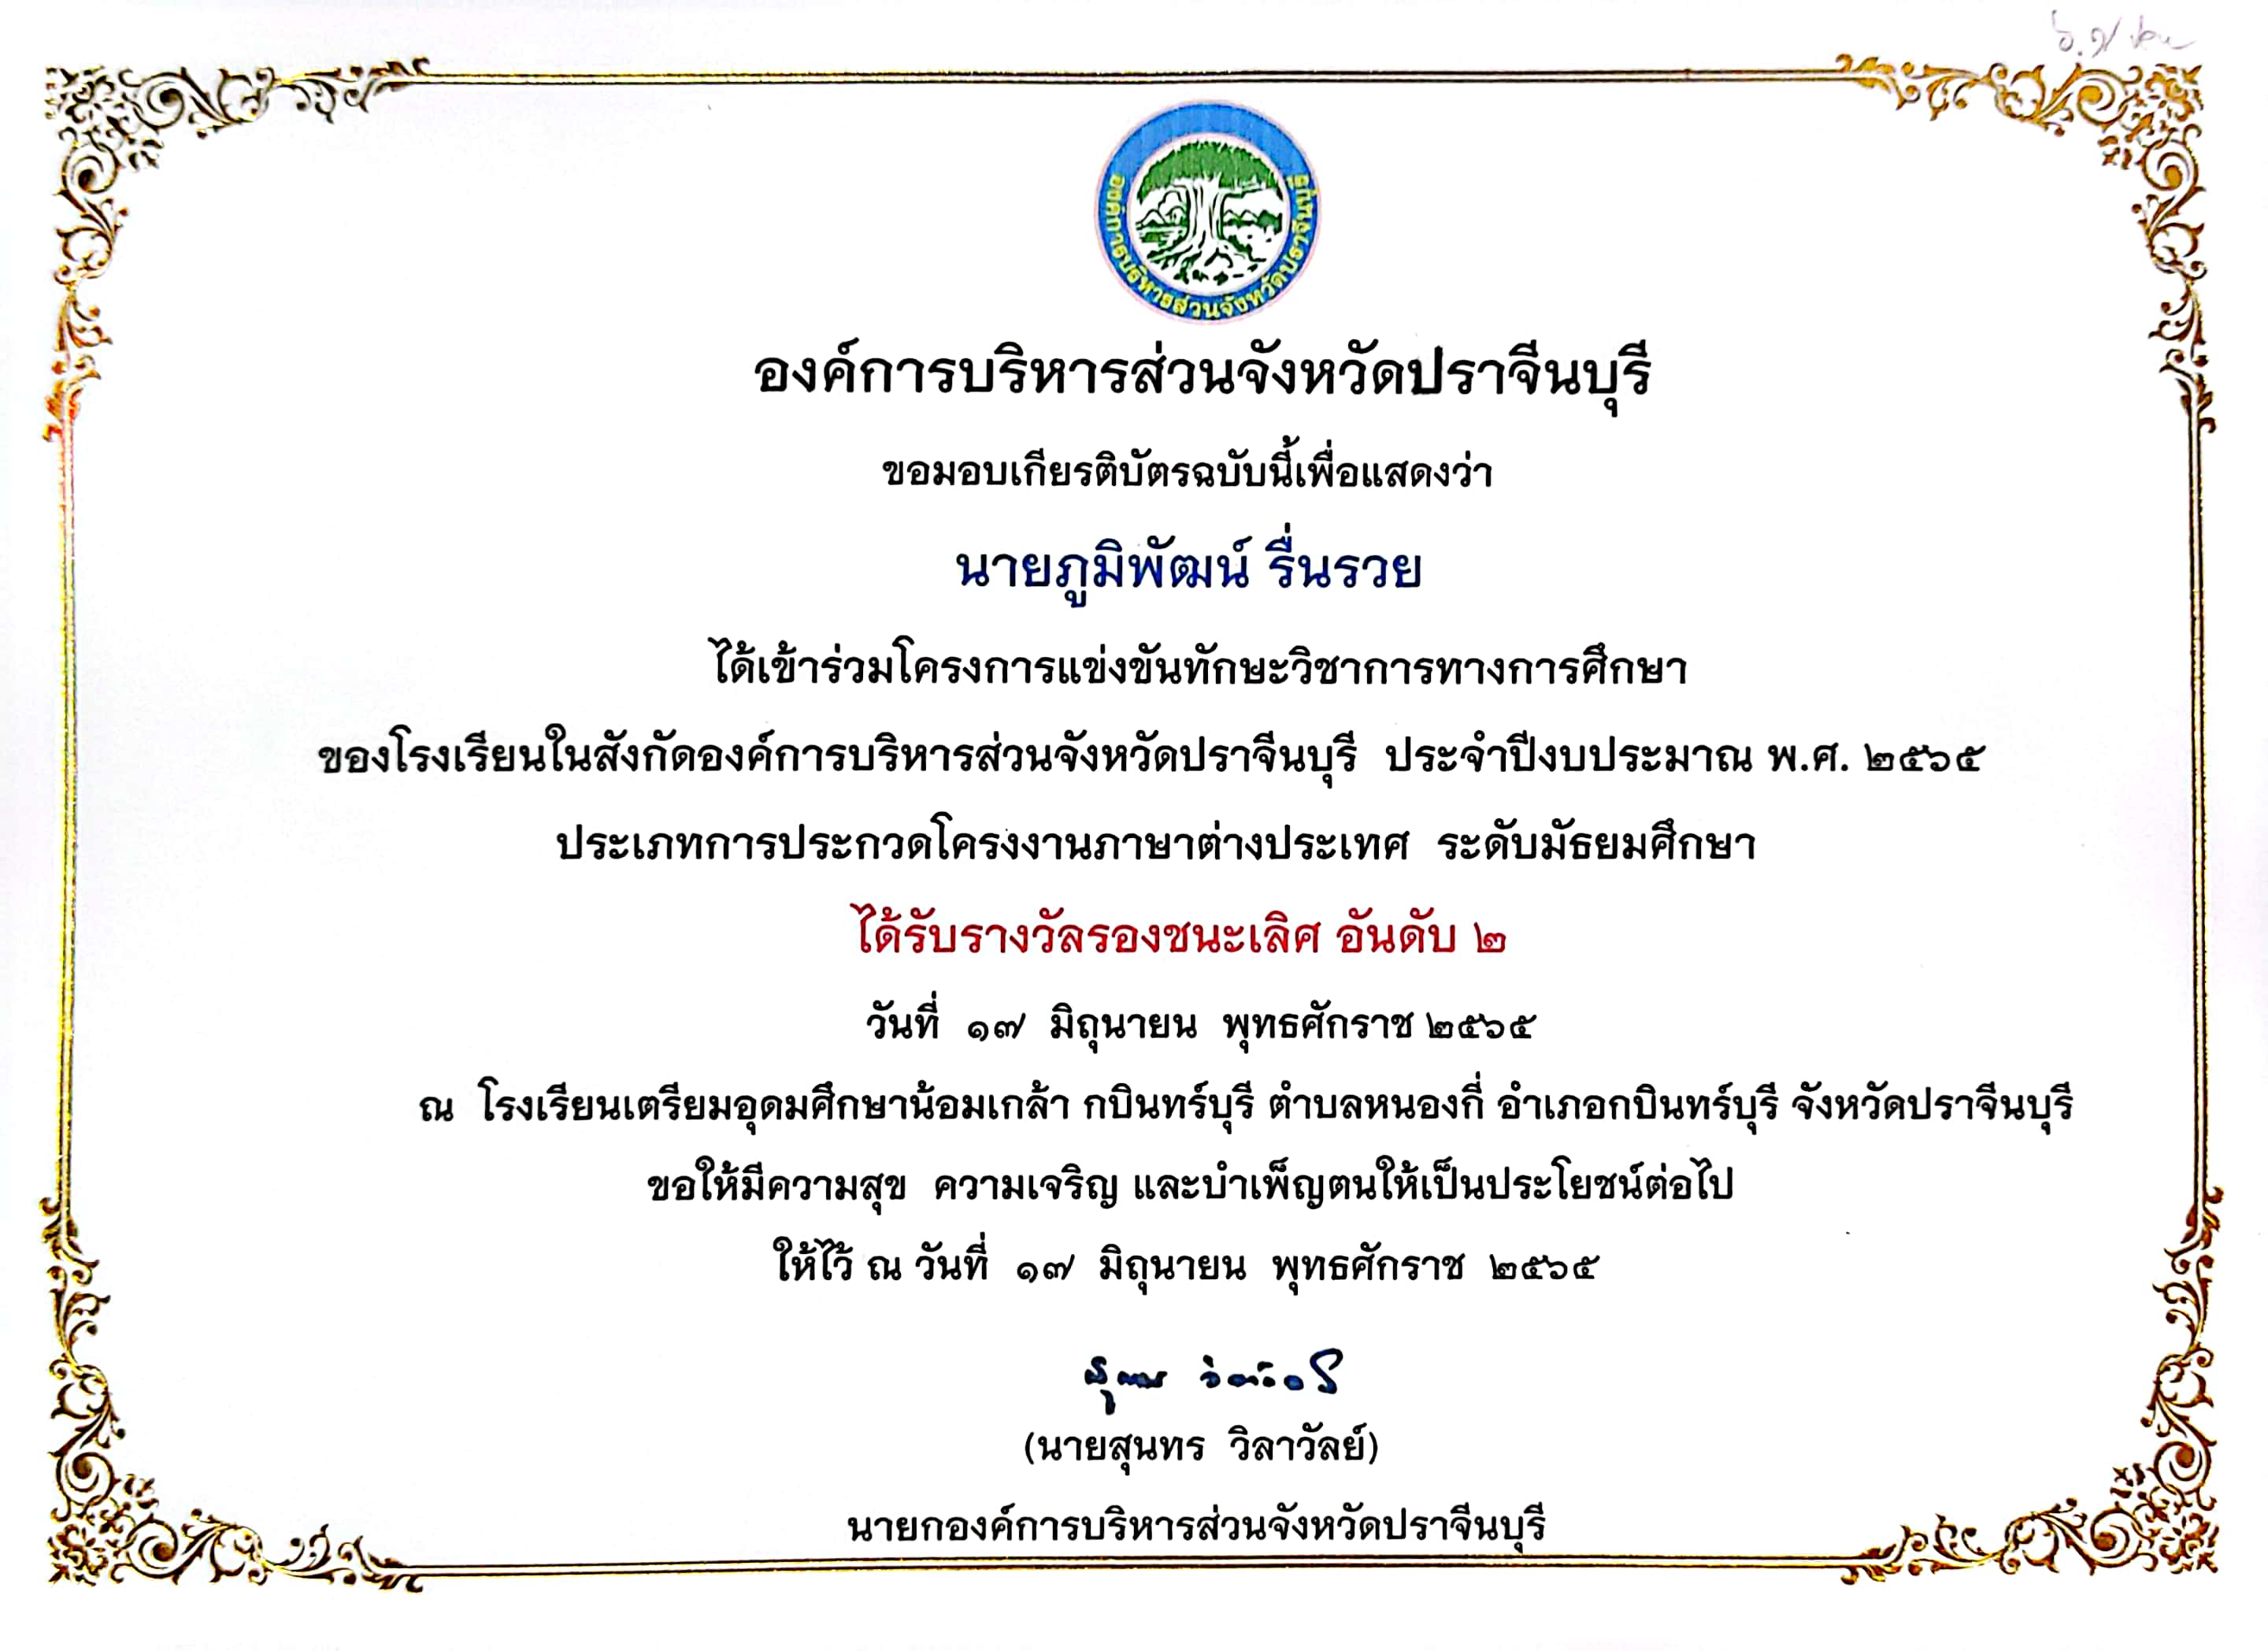 องค์การบริหารส่วนจังหวัดปราจีนบุรี
องค์การบริหารส่วนจังหวัดปราจีนบุรี
ขอมอบเกียรติบัตรฉบับนี้เพื่อแสดงว่า
นายภูมิพัฒน์ รื่นรวย
ได้เข้าร่วมโครงการแข่งขันทักษะวิชาการทางการศึกษา
ของโรงเรียนในสังกัดองค์การบริหารส่วนจังหวัดปราจีนบุรี ประจำปีงบประมาณ พ.ศ. ๒๕๖๕
ประเภทการประกวดโครงงานภาษาต่างประเทศ ระดับมัธยมศึกษา
ได้รับรางวัลรองชนะเลิศ อันดับ ๒
วันที่ ๑๗ มิถุนายน พุทธศักราช ๒๕๖๕
ณ โรงเรียนเตรียมอุดมศึกษาน้อมเกล้า กบินทร์บุรี ตำบลหนองกี่ อำเภอกบินทร์บุรี จังหวัดปราจีนบุรี
ขอให้มีความสุข ความเจริญ และบำเพ็ญตนให้เป็นประโยชน์ต่อไป
ให้ไว้ ณ วันที่ ๑๗ มิถุนายน พุทธศักราช ๒๕๖๕
(นายสุนทร วิลาวัลย์)
นายกองค์การบริหารส่วนจังหวัดปราจีนบุรี